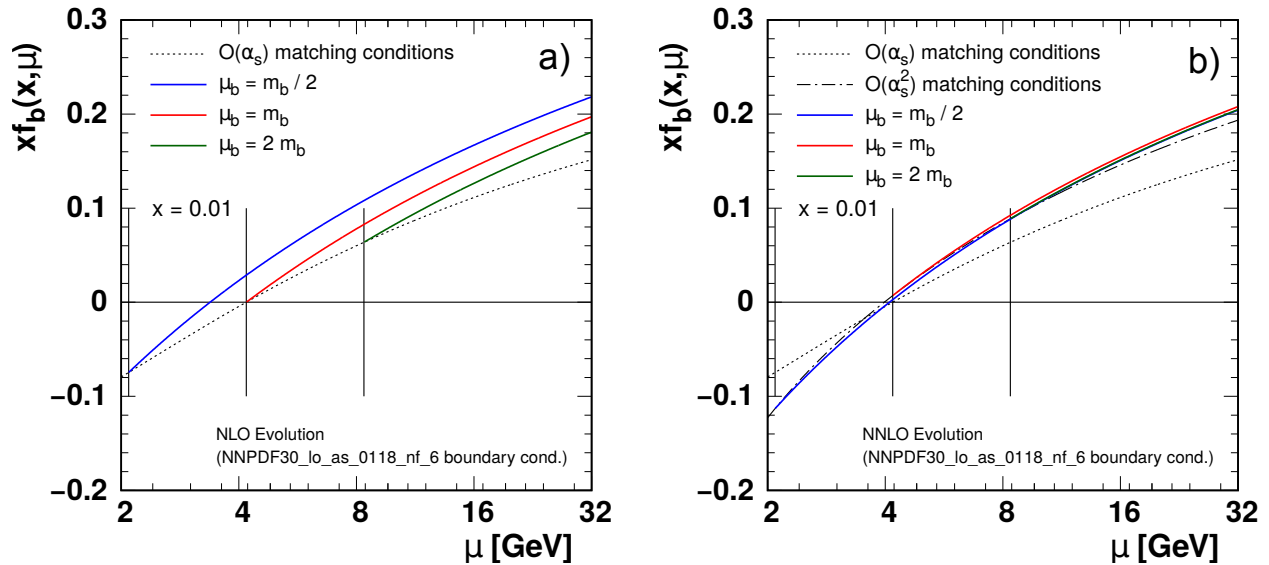 0.3
0.2
0.1
0
−0.1
−0.2
xf_b(x,μ)
O(α_s) matching conditions
a)
μ_b = m_b / 2
μ_b = m_b
μ_b = 2 m_b
x = 0.01
NLO Evolution
(NNPDF30_lo_as_0118_nf_6 boundary cond.)
2 4 8 16 32
μ [GeV]
0.3
0.2
0.1
0
−0.1
−0.2
xf_b(x,μ)
O(α_s) matching conditions
b)
O(α_s^2) matching conditions
μ_b = m_b / 2
μ_b = m_b
μ_b = 2 m_b
x = 0.01
NNLO Evolution
(NNPDF30_lo_as_0118_nf_6 boundary cond.)
2 4 8 16 32
μ [GeV]